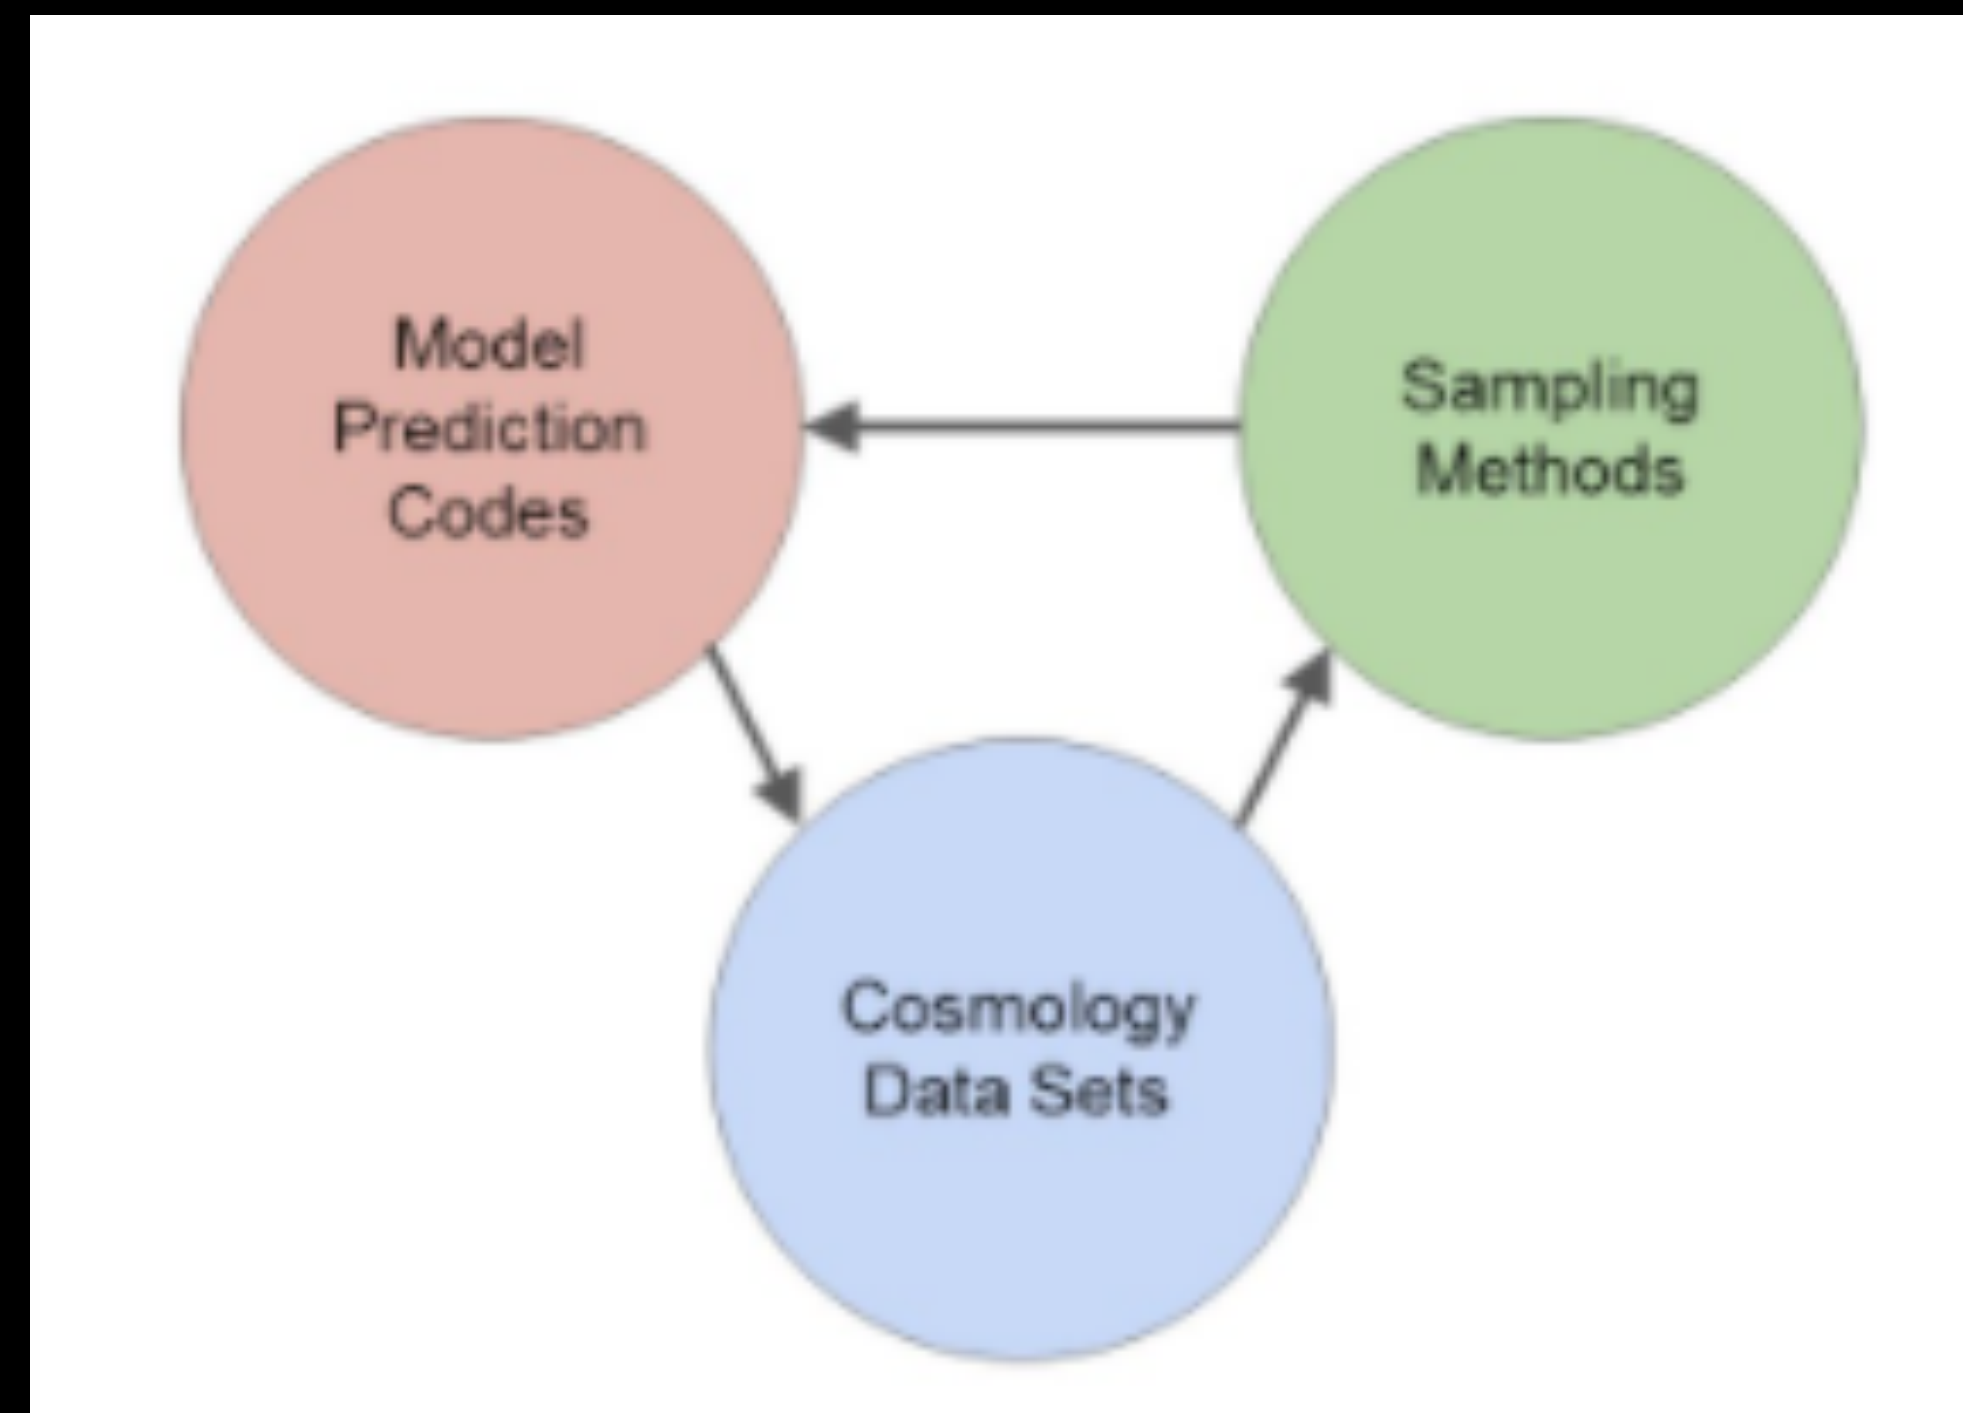 Model
Prediction
Codes
Sampling
Methods
Cosmology
Data Sets